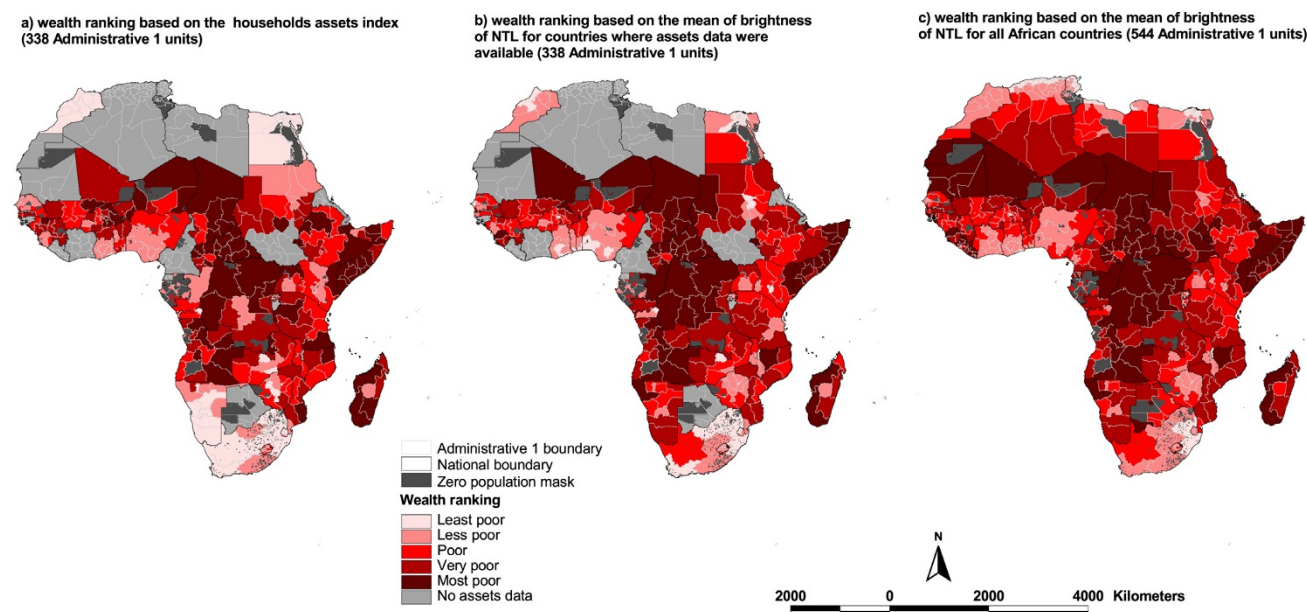 a) wealth ranking based on the households assets index
(338 Administrative 1 units)
b) wealth ranking based on the mean of brightness
of NTL for countries where assets data were
available (338 Administrative 1 units)
c) wealth ranking based on the mean of brightness
of NTL for all African countries (544 Administrative 1 units)
Administrative 1 boundary
National boundary
Zero population mask
Wealth ranking
Least poor
Less poor
Poor
Very poor
Most poor
No assets data
N
2000 0 2000 4000 Kilometers